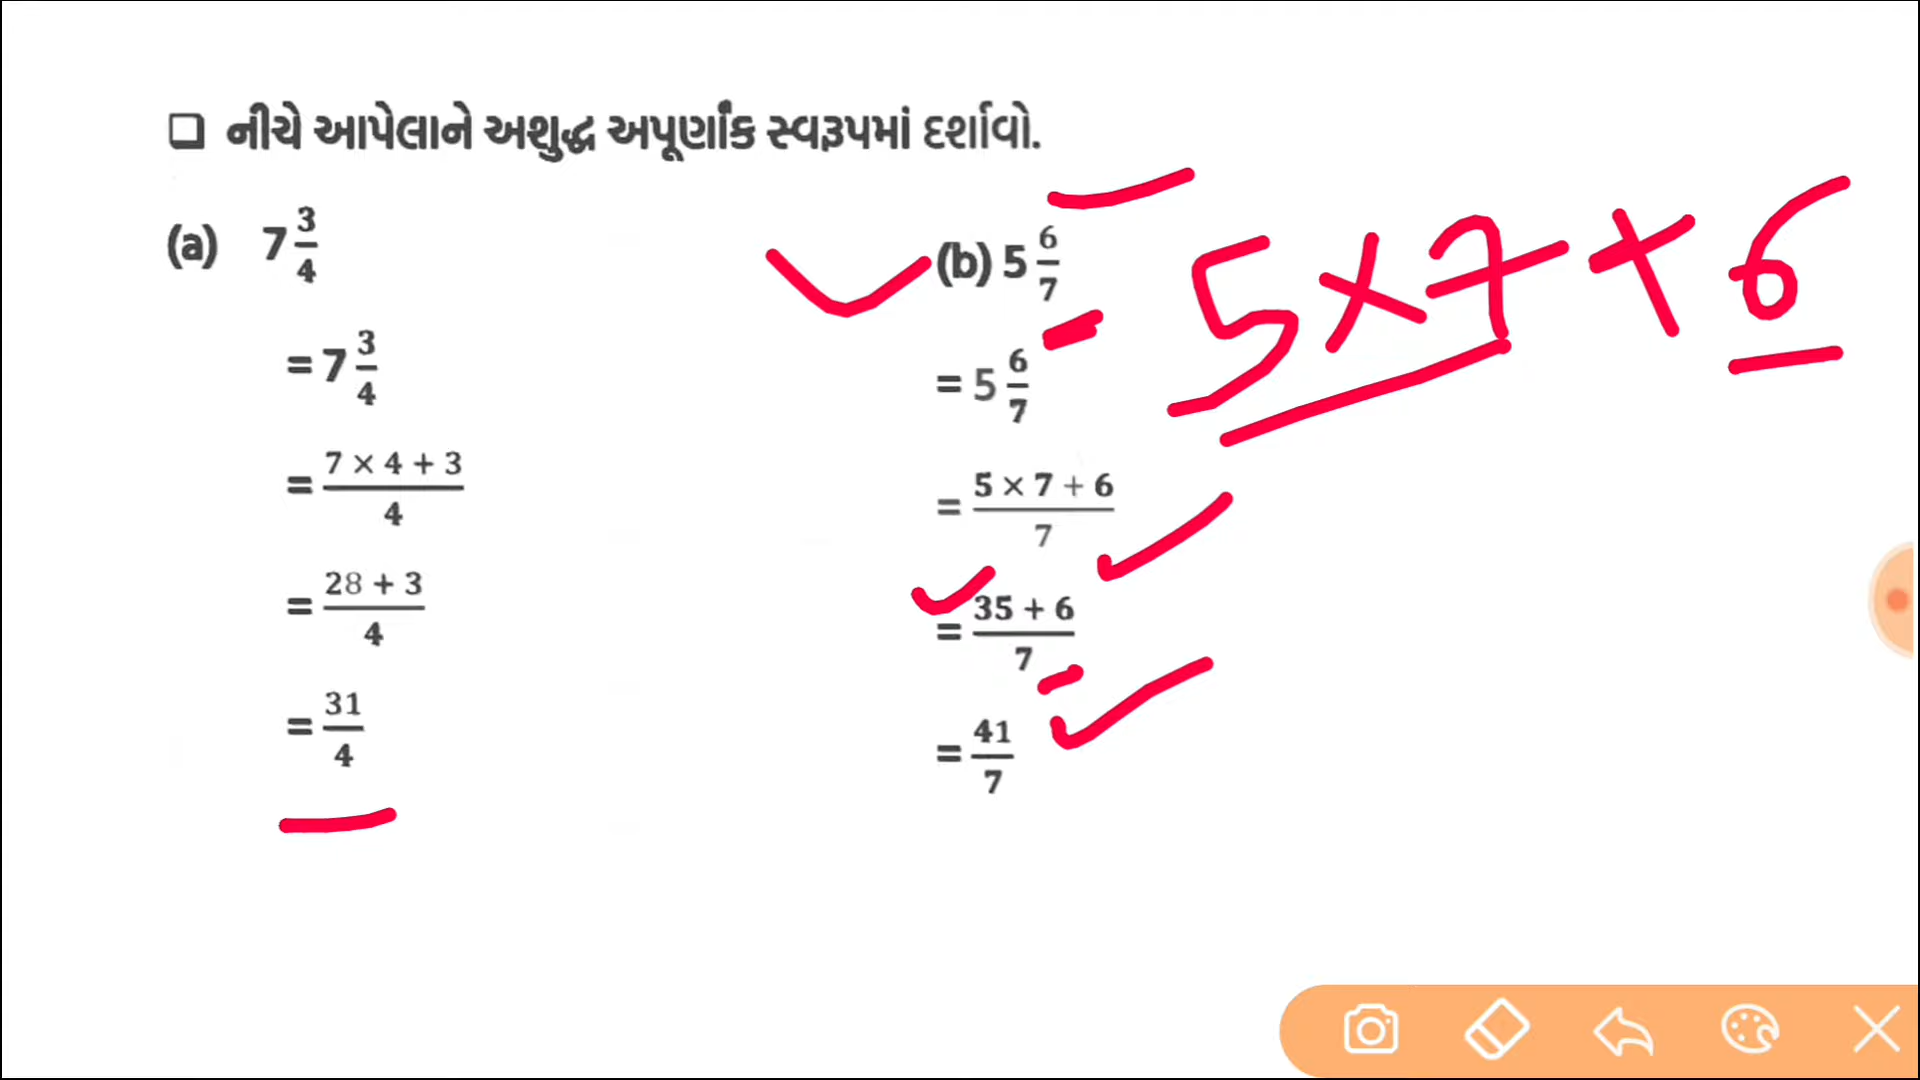 ❑ નીચે આપેલાને અશુદ્ધ અપૂર્ણાંક સ્વરૂપમાં દર્શાવો.
(a) 7 3/4
= 7 3/4
= (7 × 4 + 3)/4
= (28 + 3)/4
= 31/4
(b) 5 6/7
= 5 6/7
= (5 × 7 + 6)/7
= (35 + 6)/7
= 41/7
5 × 7 + 6